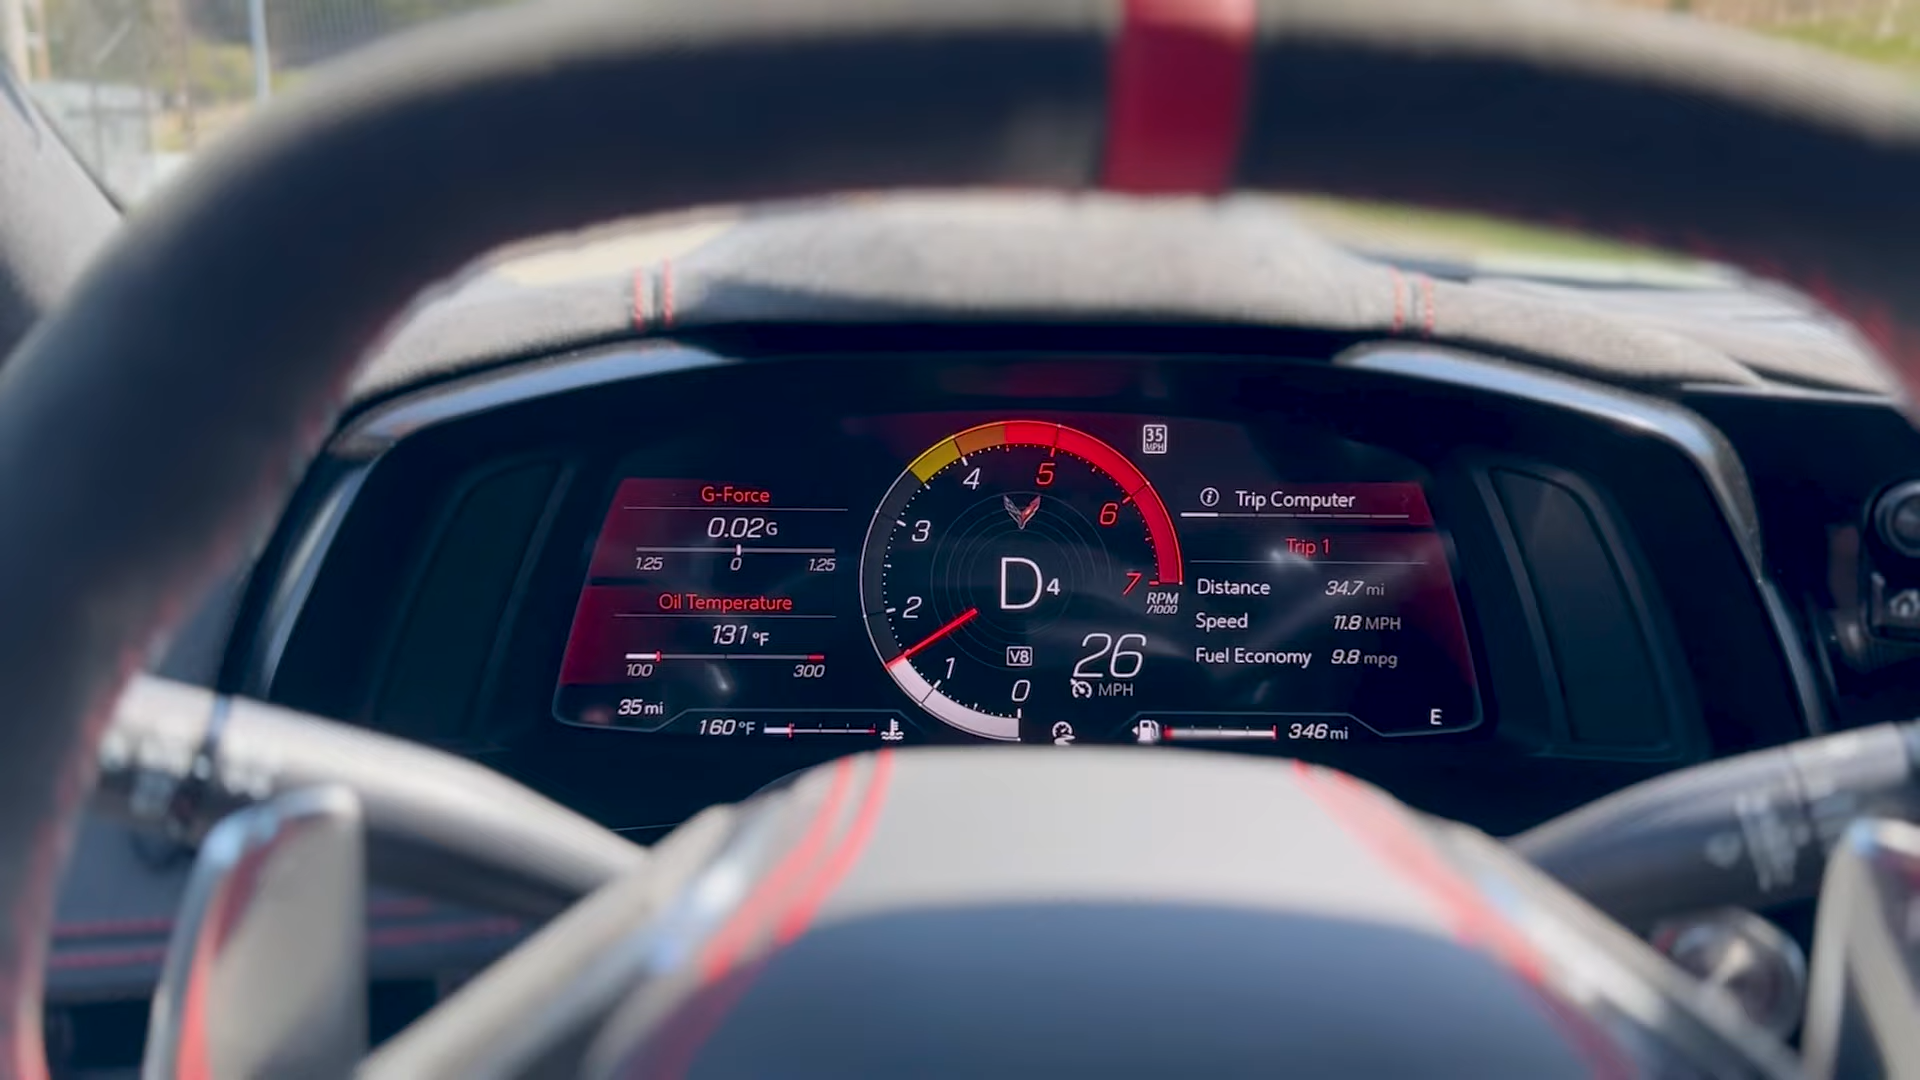 G-Force
0.02G
1.25 0 1.25
Oil Temperature
131 °F
100 300
35 mi
160 °F
4 5
3 6
2 7
1 0
RPM
/1000
D4
V8
26
MPH
35
MPH
Trip Computer
Trip 1
Distance 34.7 mi
Speed 11.8 MPH
Fuel Economy 9.8 mpg
346 mi
E